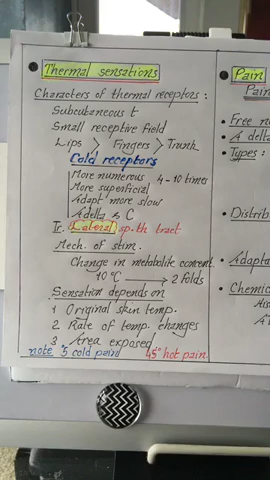 Thermal sensations
Characters of thermal receptors :
Subcutaneous t
Small receptive field
Lips > Fingers > Trunk
Cold receptors
More numerous 4-10 times
More superficial
Adapt more slow
A delta & C
Tr. Lateral sp.th tract
Mech. of stim.
Change in metabolite conent
10°C → 2 folds
Sensation depends on
1 Original skin temp.
2 Rate of temp. changes
3 Area exposed
note 5° cold pain 45° hot pain
Pain
Pain
Free n
A delta
Types :
Distrib
Adapta
Chemic
His
A